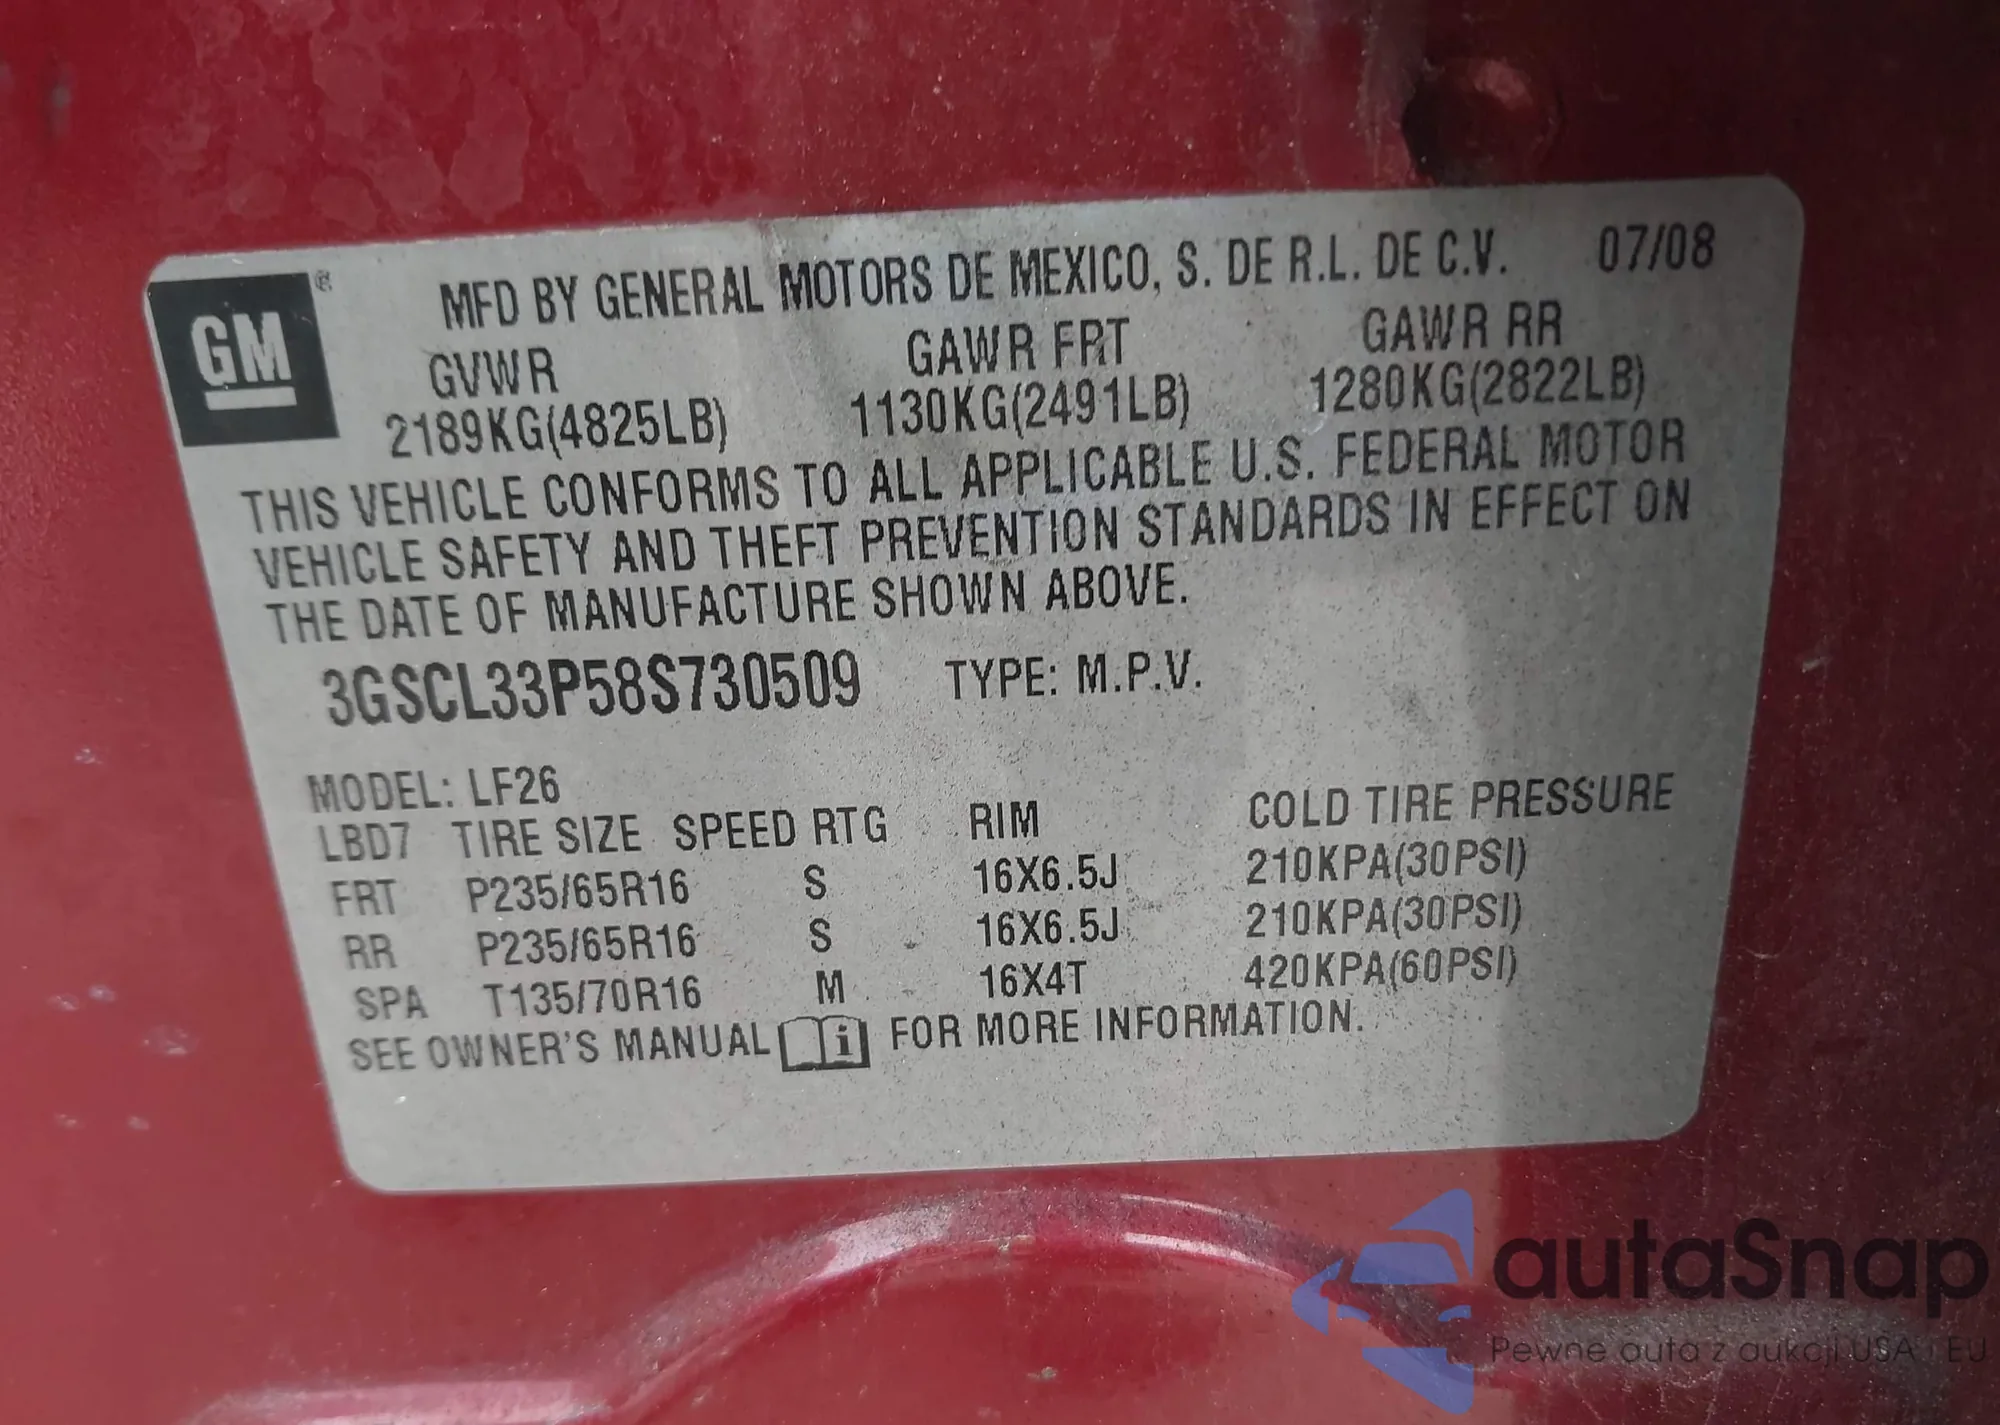 GM ®
MFD BY GENERAL MOTORS DE MEXICO, S. DE R.L. DE C.V. 07/08
GVWR GAWR FRT GAWR RR
2189KG(4825LB) 1130KG(2491LB) 1280KG(2822LB)
THIS VEHICLE CONFORMS TO ALL APPLICABLE U.S. FEDERAL MOTOR
VEHICLE SAFETY AND THEFT PREVENTION STANDARDS IN EFFECT ON
THE DATE OF MANUFACTURE SHOWN ABOVE.
3GSCL33P58S730509 TYPE: M.P.V.
MODEL: LF26
LBD7 TIRE SIZE SPEED RTG RIM COLD TIRE PRESSURE
FRT P235/65R16 S 16X6.5J 210KPA(30PSI)
RR P235/65R16 S 16X6.5J 210KPA(30PSI)
SPA T135/70R16 M 16X4T 420KPA(60PSI)
SEE OWNER'S MANUAL i FOR MORE INFORMATION.
autaSnap
Pewne auta z aukcji USA i EU